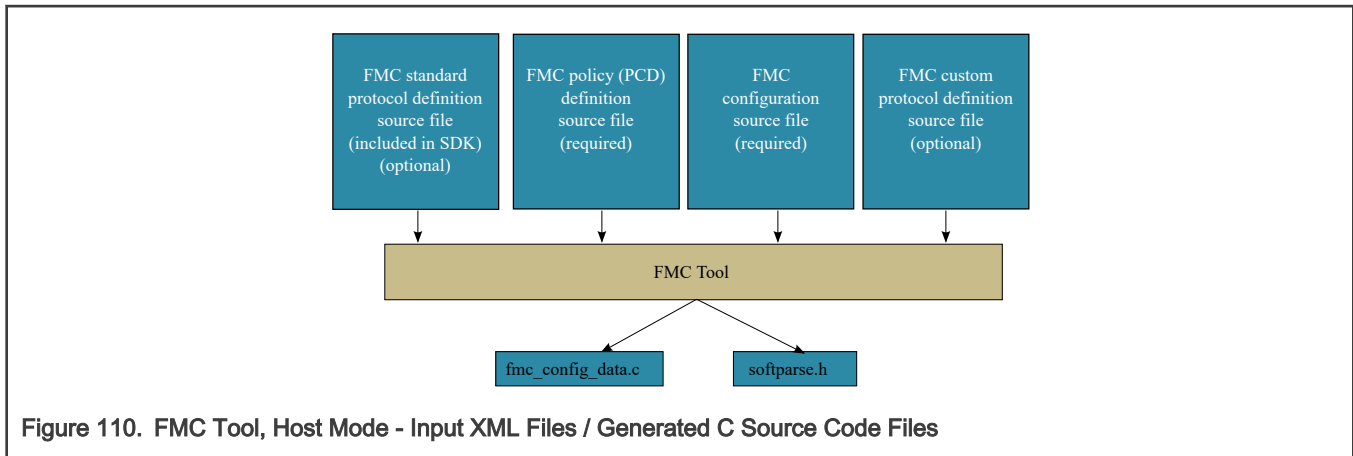 FMC standard
protocol definition
source file
(included in SDK)
(optional)
FMC policy (PCD)
definition
source file
(required)
FMC
configuration
source file
(required)
FMC custom
protocol definition
source file
(optional)
FMC Tool
fmc_config_data.c
softparse.h
Figure 110. FMC Tool, Host Mode - Input XML Files / Generated C Source Code Files